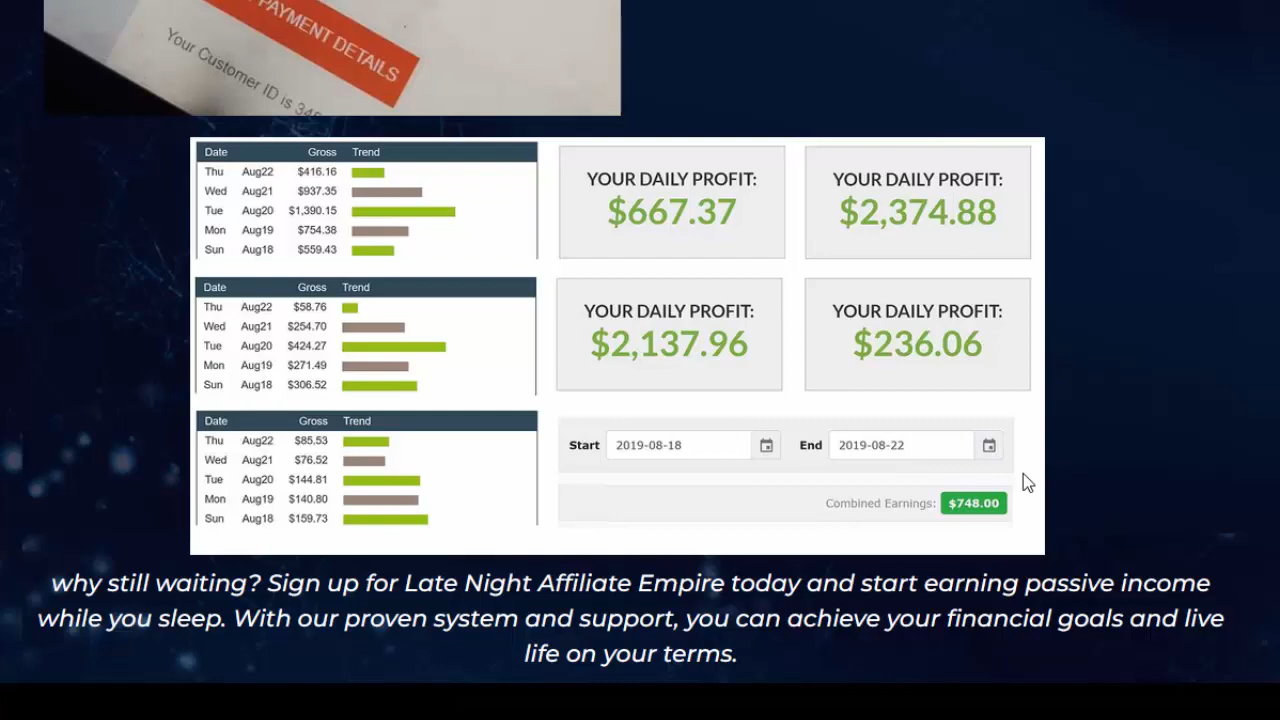 PAYMENT DETAILS
Your Customer ID is
Date Gross Trend
Thu Aug22 $416.16
Wed Aug21 $937.35
Tue Aug20 $1,390.15
Mon Aug19 $754.38
Sun Aug18 $559.43
YOUR DAILY PROFIT:
$667.37
YOUR DAILY PROFIT:
$2,374.88
Date Gross Trend
Thu Aug22 $58.76
Wed Aug21 $254.70
Tue Aug20 $424.27
Mon Aug19 $271.49
Sun Aug18 $306.52
YOUR DAILY PROFIT:
$2,137.96
YOUR DAILY PROFIT:
$236.06
Date Gross Trend
Thu Aug22 $85.53
Wed Aug21 $76.52
Tue Aug20 $144.81
Mon Aug19 $140.80
Sun Aug18 $159.73
Start 2019-08-18 End 2019-08-22
Combined Earnings: $748.00
why still waiting? Sign up for Late Night Affiliate Empire today and start earning passive income
while you sleep. With our proven system and support, you can achieve your financial goals and live
life on your terms.